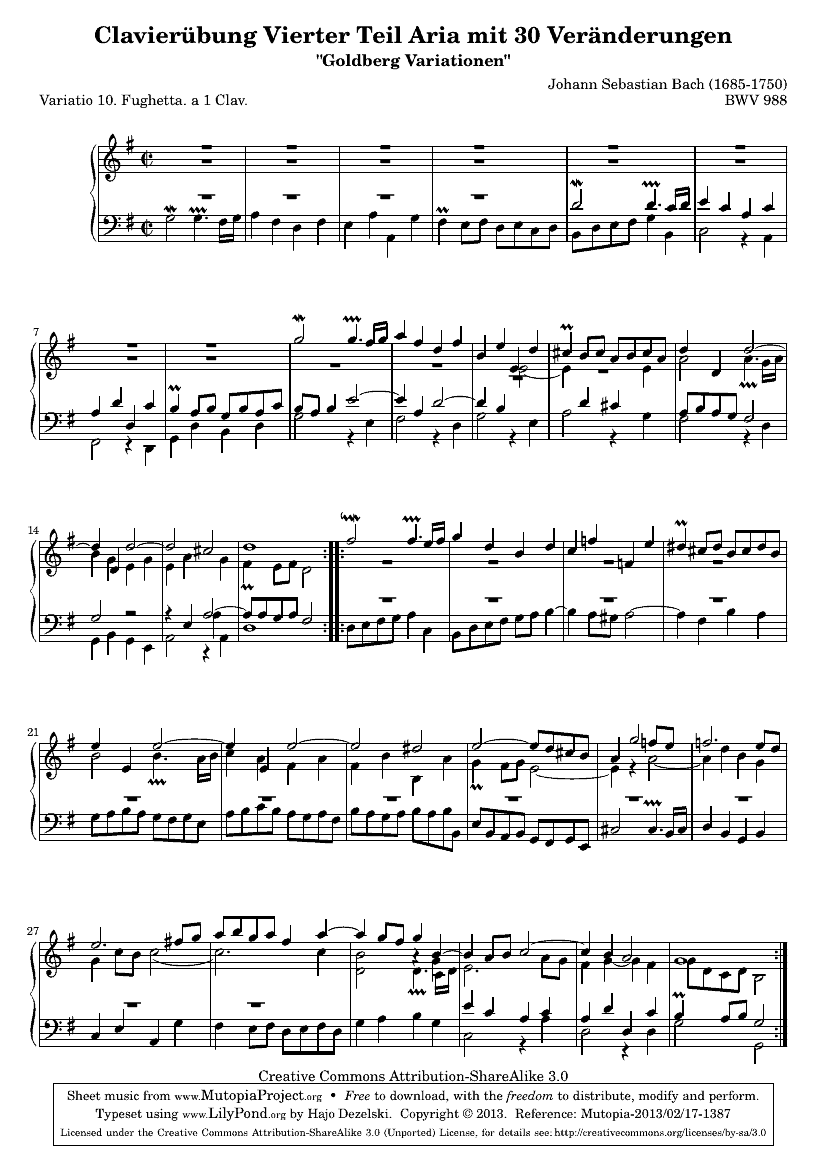 Clavierübung Vierter Teil Aria mit 30 Veränderungen
"Goldberg Variationen"
Johann Sebastian Bach (1685-1750)
Variatio 10. Fughetta. a 1 Clav.
BWV 988
7
14
21
27
Creative Commons Attribution-ShareAlike 3.0
Sheet music from www.MutopiaProject.org • Free to download, with the freedom to distribute, modify and perform.
Typeset using www.LilyPond.org by Hajo Dezelski. Copyright © 2013. Reference: Mutopia-2013/02/17-1387
Licensed under the Creative Commons Attribution-ShareAlike 3.0 (Unported) License, for details see: http://creativecommons.org/licenses/by-sa/3.0